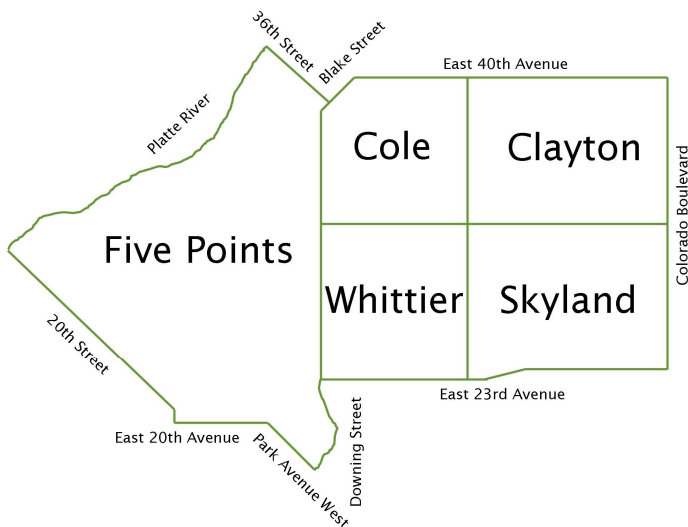 36th Street
Blake Street
East 40th Avenue
Platte River
Cole
Clayton
Colorado Boulevard
Five Points
Whittier
Skyland
20th Street
East 23rd Avenue
East 20th Avenue
Park Avenue West
Downing Street